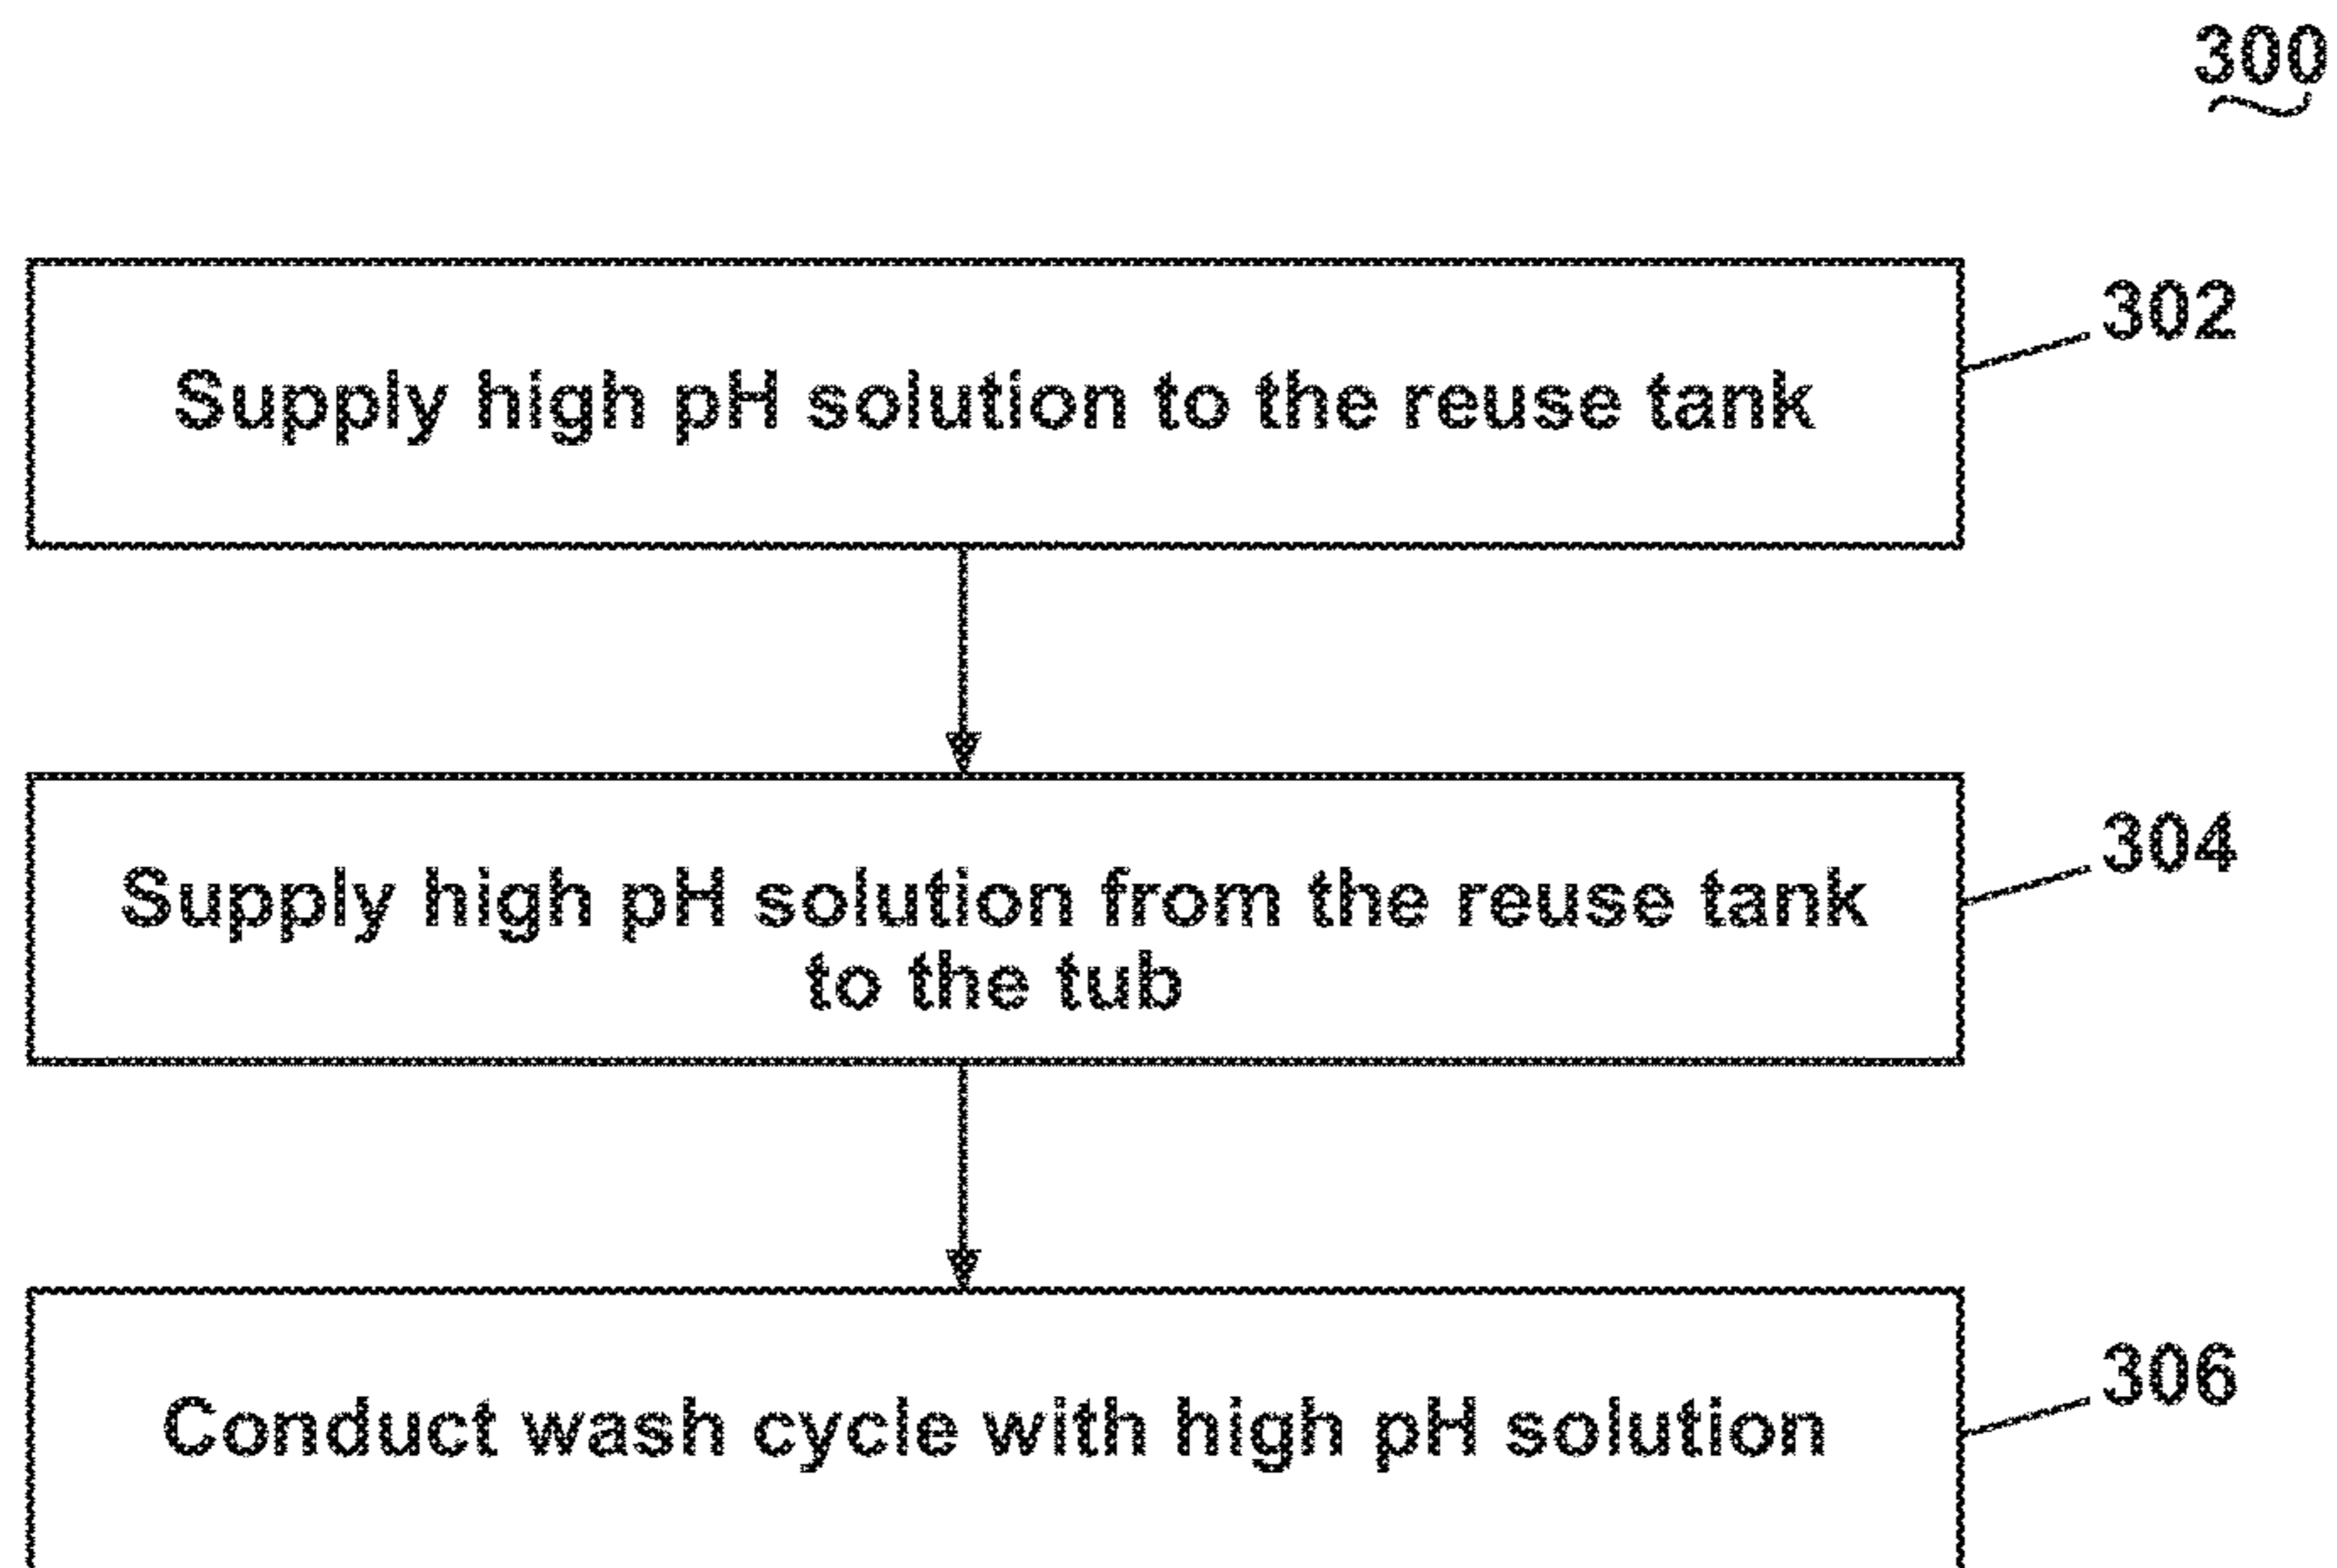 300
Supply high pH solution to the reuse tank
302
Supply high pH solution from the reuse tank
to the tub
304
Conduct wash cycle with high pH solution
306